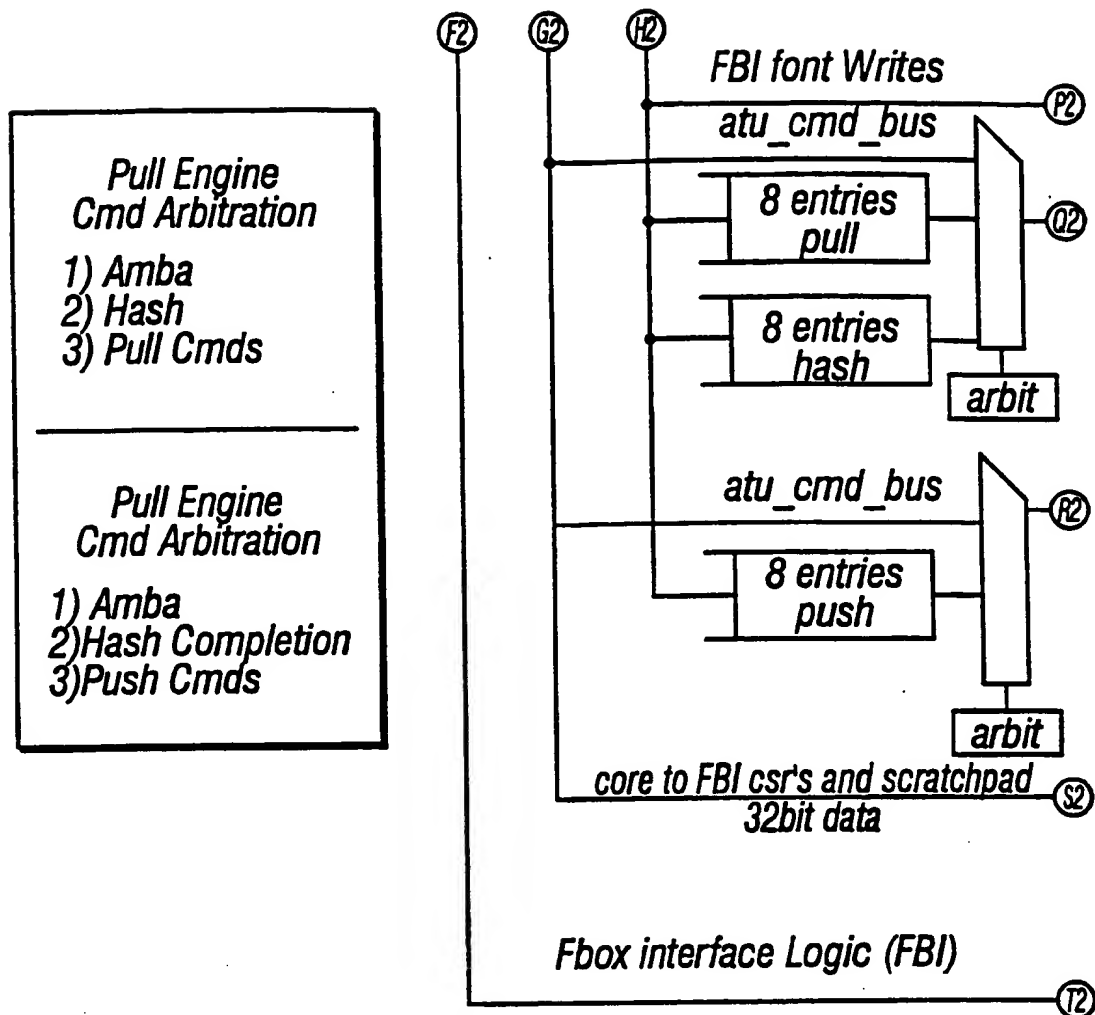 F2
G2
H2
FBI font Writes
P2
atu_cmd_bus
8 entries
pull
Q2
8 entries
hash
arbit
Pull Engine
Cmd Arbitration
1) Amba
2) Hash
3) Pull Cmds
Pull Engine
Cmd Arbitration
1) Amba
2)Hash Completion
3)Push Cmds
atu_cmd_bus
R2
8 entries
push
arbit
core to FBI csr's and scratchpad
32bit data
S2
Fbox interface Logic (FBI)
T2